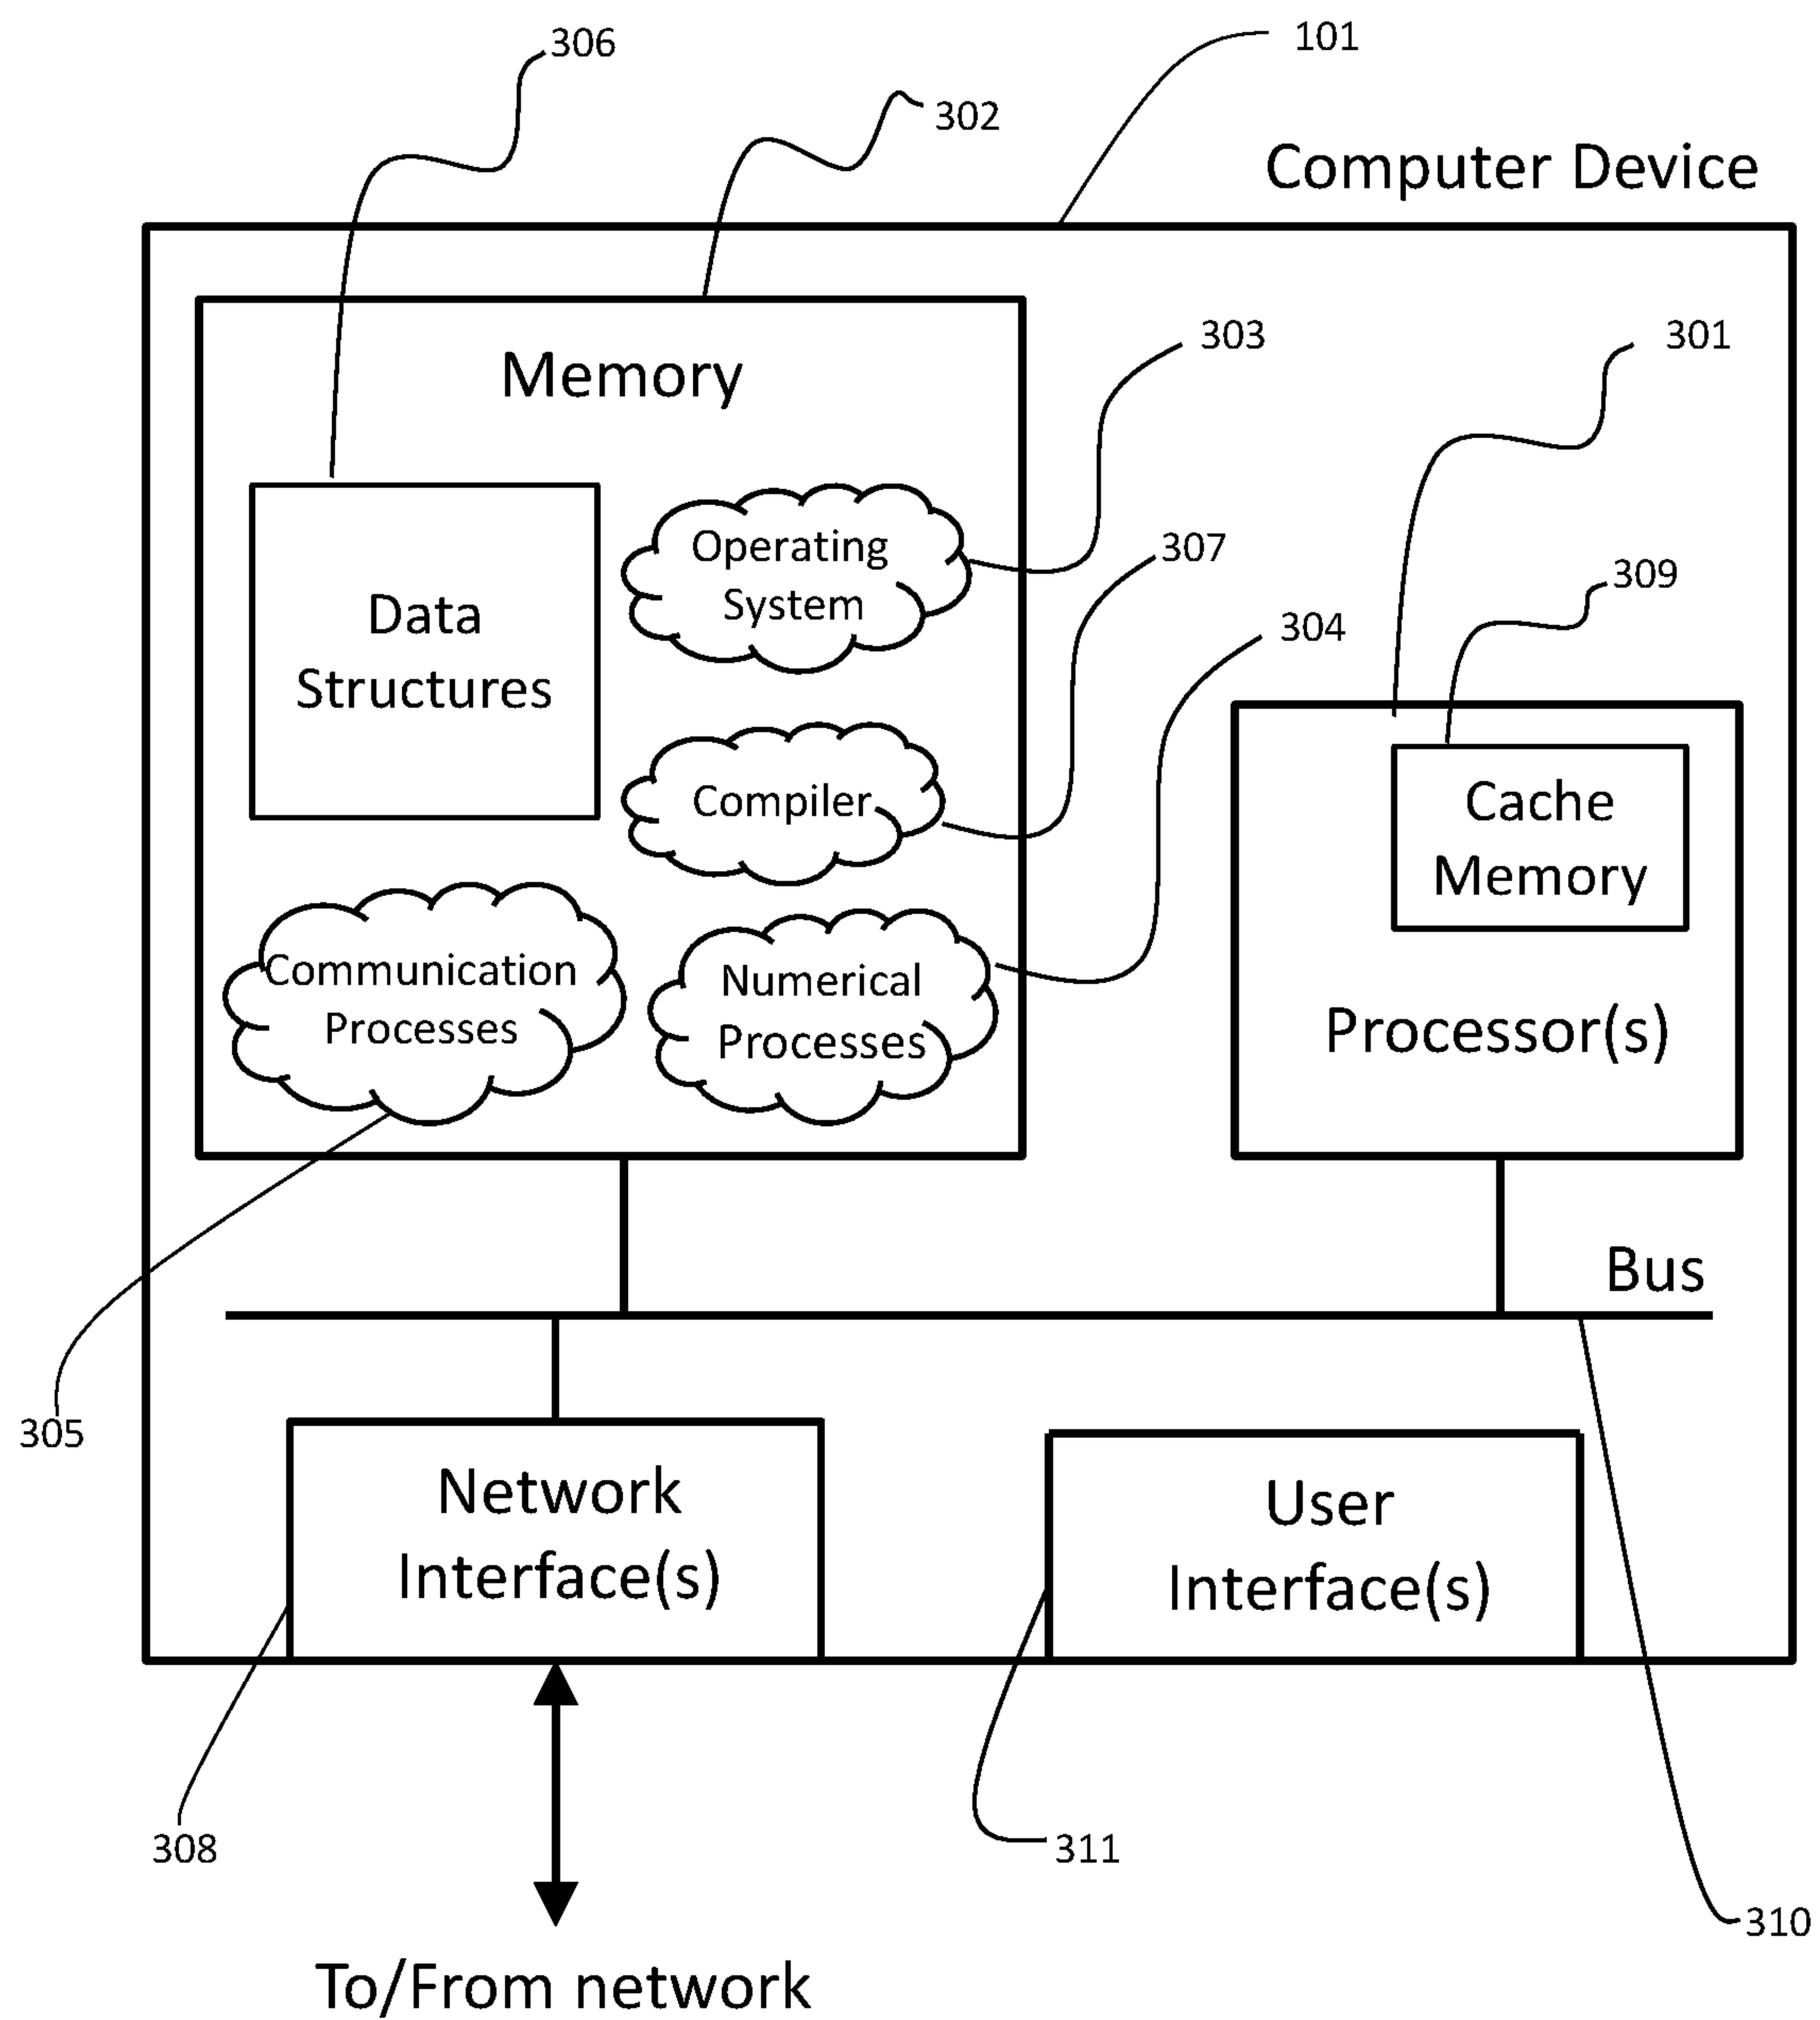 306
101
302
Computer Device
303
301
Memory
Operating
System
307
309
304
Data
Structures
Compiler
Cache
Memory
Communication
Processes
Numerical
Processes
Processor(s)
Bus
305
Network
Interface(s)
User
Interface(s)
308
311
310
To/From network